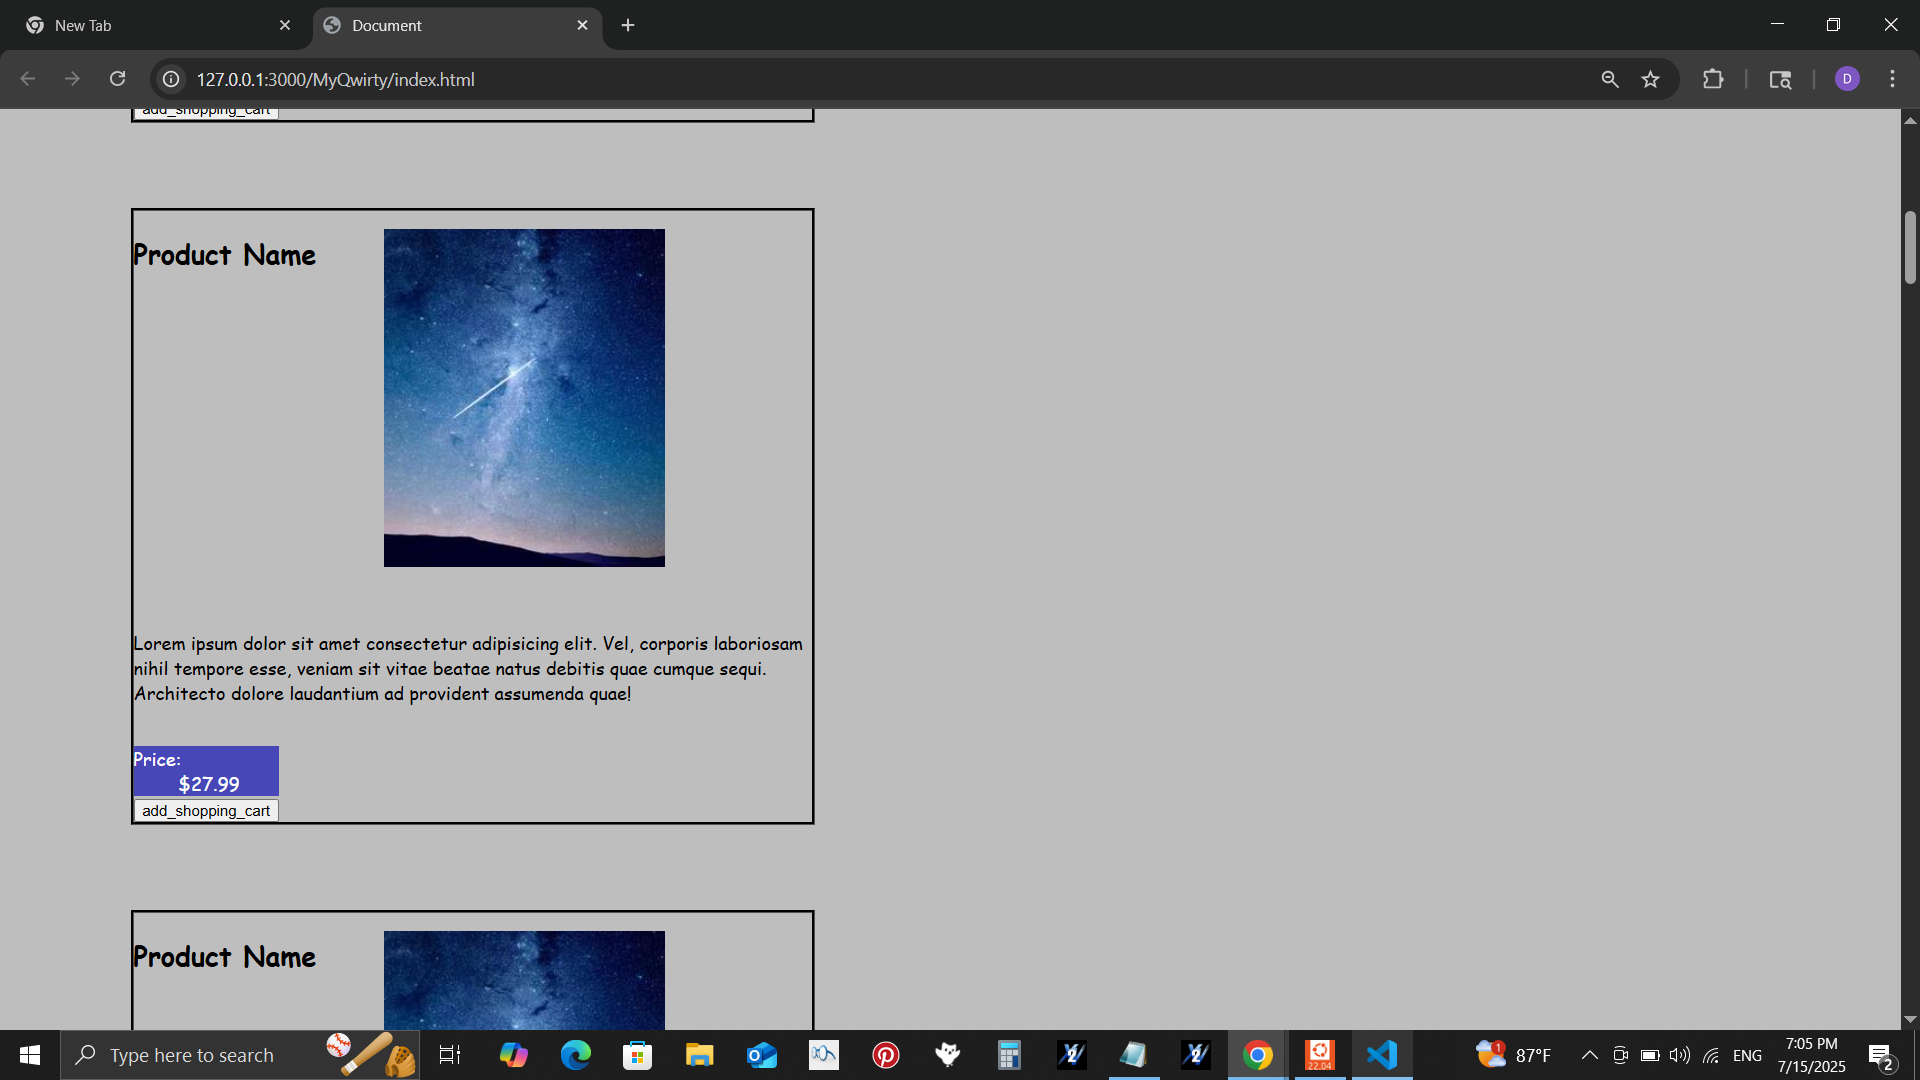 New Tab
Document
127.0.0.1:3000/MyQwirty/index.html
D
add_shopping_cart
Product Name
Lorem ipsum dolor sit amet consectetur adipisicing elit. Vel, corporis laboriosam
nihil tempore esse, veniam sit vitae beatae natus debitis quae cumque sequi.
Architecto dolore laudantium ad provident assumenda quae!
Price:
$27.99
add_shopping_cart
Product Name
Type here to search
22.04
1
87°F
ENG
7:05 PM
7/15/2025
2